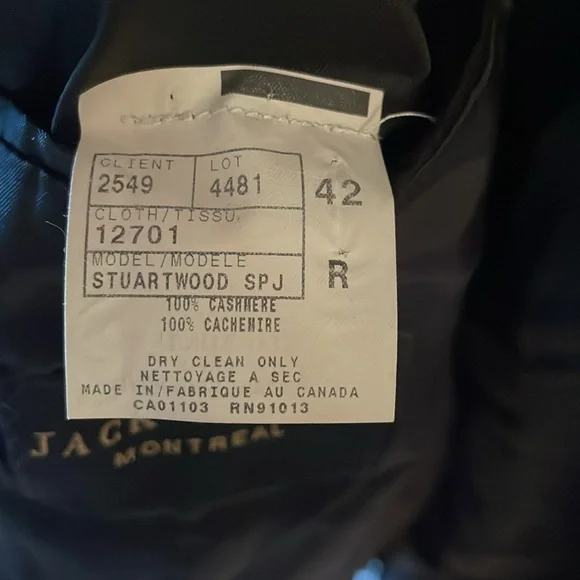 CLIENT LOT
2549 4481 42
CLOTH/TISSU
12701
MODEL/MODELE
STUARTWOOD SPJ R
100% CASHMERE
100% CACHEMIRE
DRY CLEAN ONLY
NETTOYAGE A SEC
MADE IN/FABRIQUE AU CANADA
CA01103 RN91013
JACK
MONTREAL